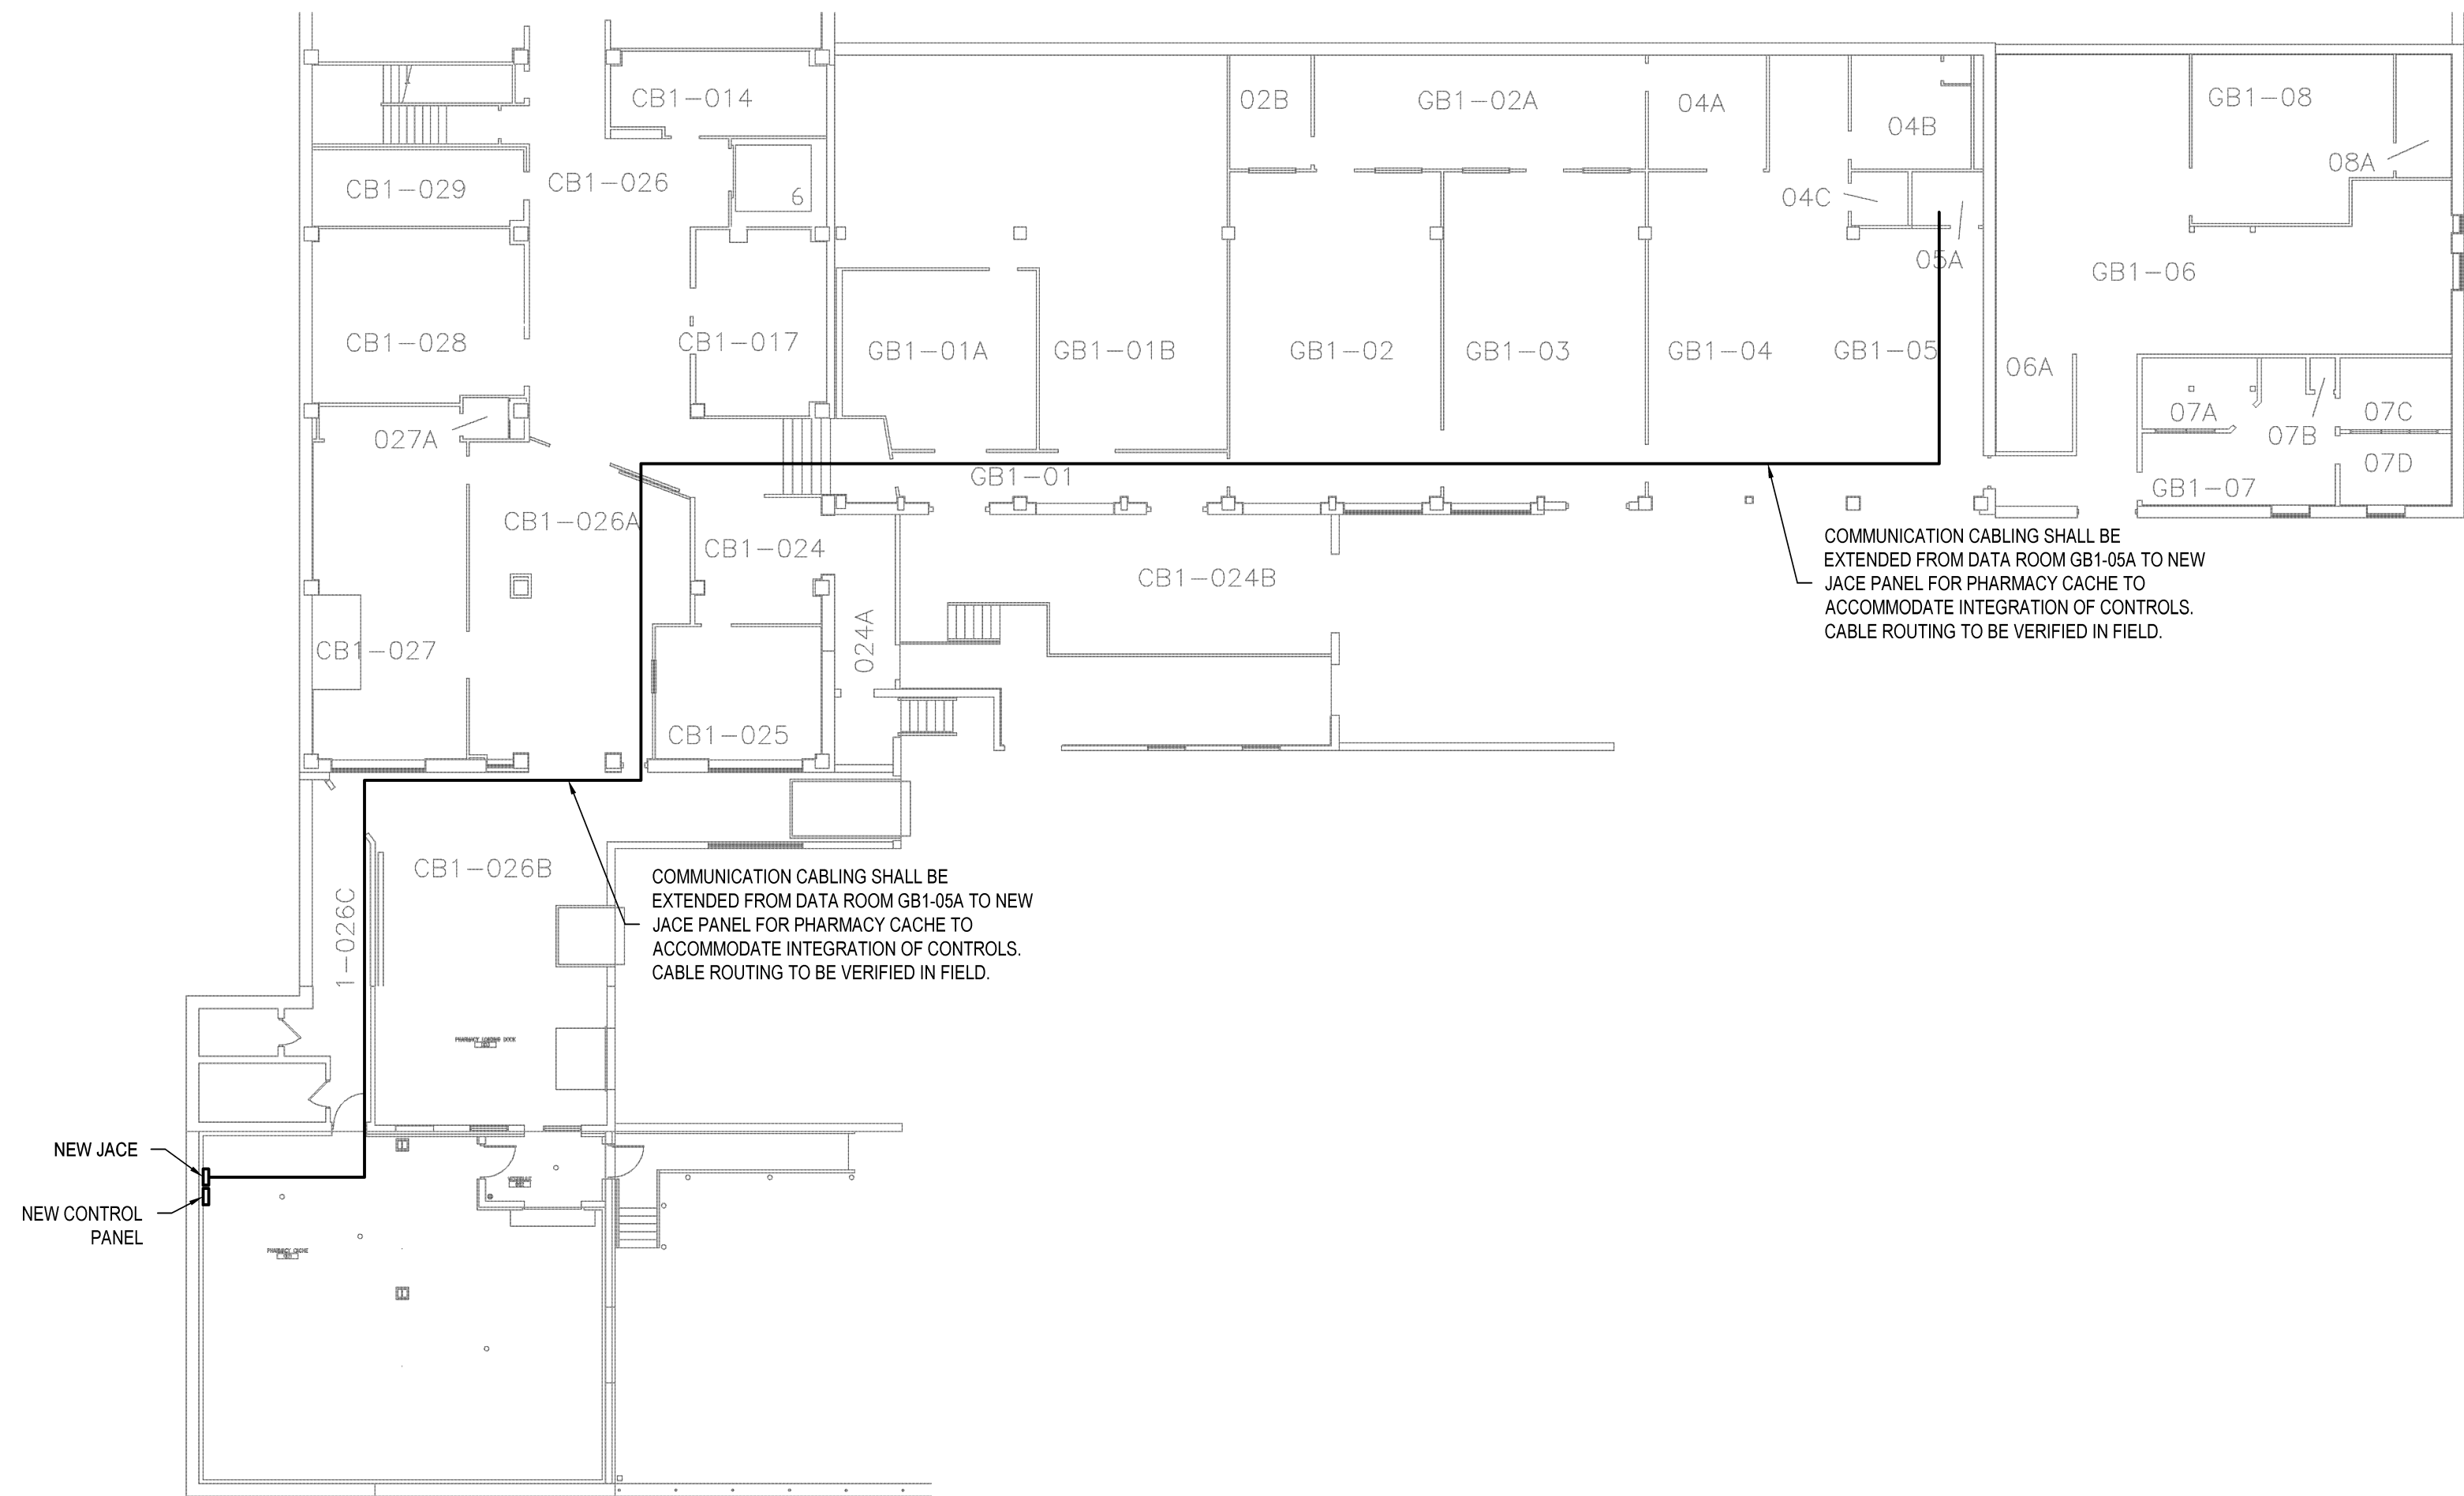 CB1-014
02B
GB1-02A
04A
GB1-08
04B
08A
CB1-029
CB1-026
6
04C
05A
GB1-06
CB1-028
CB1-017
GB1-01A
GB1-01B
GB1-02
GB1-03
GB1-04
GB1-05
06A
07A
07C
027A
07B
07D
GB1-01
GB1-07
CB1-026A
CB1-024
CB1-024B
COMMUNICATION CABLING SHALL BE
EXTENDED FROM DATA ROOM GB1-05A TO NEW
JACE PANEL FOR PHARMACY CACHE TO
ACCOMMODATE INTEGRATION OF CONTROLS.
CABLE ROUTING TO BE VERIFIED IN FIELD.
024A
CB1-027
CB1-025
CB1-026B
1-026C
COMMUNICATION CABLING SHALL BE
EXTENDED FROM DATA ROOM GB1-05A TO NEW
JACE PANEL FOR PHARMACY CACHE TO
ACCOMMODATE INTEGRATION OF CONTROLS.
CABLE ROUTING TO BE VERIFIED IN FIELD.
PHARMACY LOADING DOCK
NEW JACE
NEW CONTROL
PANEL
PHARMACY CACHE